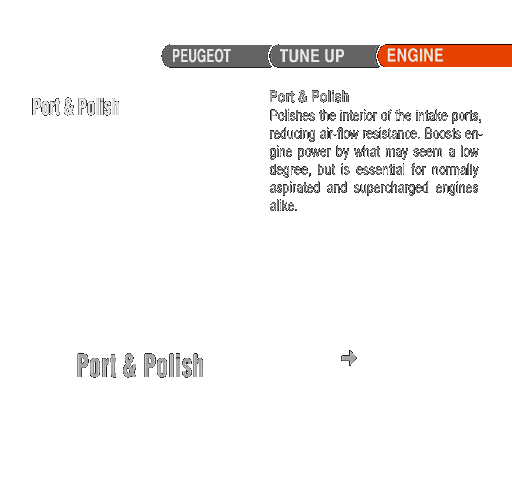 PEUGEOT TUNE UP ENGINE
Port & Polish
Port & Polish
Polishes the interior of the intake ports,
reducing air-flow resistance. Boosts en-
gine power by what may seem a low
degree, but is essential for normally
aspirated and supercharged engines
alike.
Port & Polish